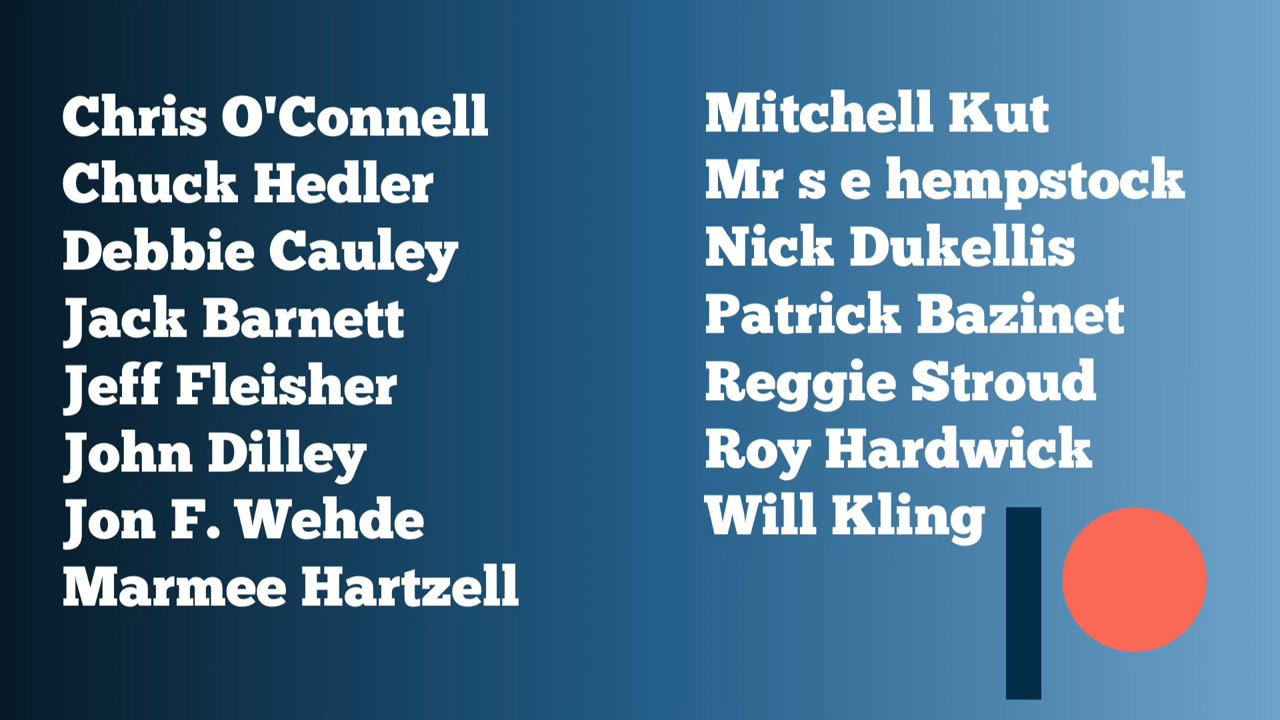 Chris O'Connell
Chuck Hedler
Debbie Cauley
Jack Barnett
Jeff Fleisher
John Dilley
Jon F. Wehde
Marmee Hartzell
Mitchell Kut
Mr s e hempstock
Nick Dukellis
Patrick Bazinet
Reggie Stroud
Roy Hardwick
Will Kling